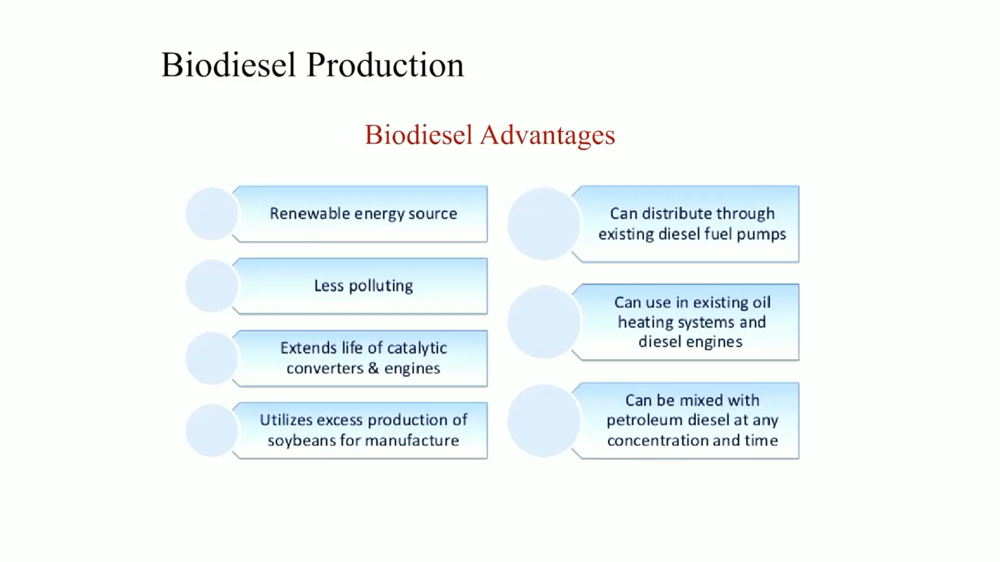 Biodiesel Production
Biodiesel Advantages
Renewable energy source
Less polluting
Extends life of catalytic
converters & engines
Utilizes excess production of
soybeans for manufacture
Can distribute through
existing diesel fuel pumps
Can use in existing oil
heating systems and
diesel engines
Can be mixed with
petroleum diesel at any
concentration and time